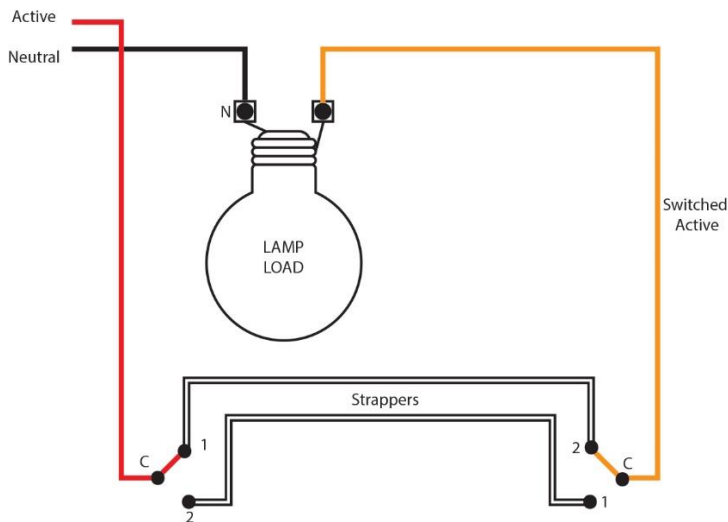 Active
Neutral
N
LAMP
LOAD
Switched
Active
Strappers
1
2
C
C
2
1